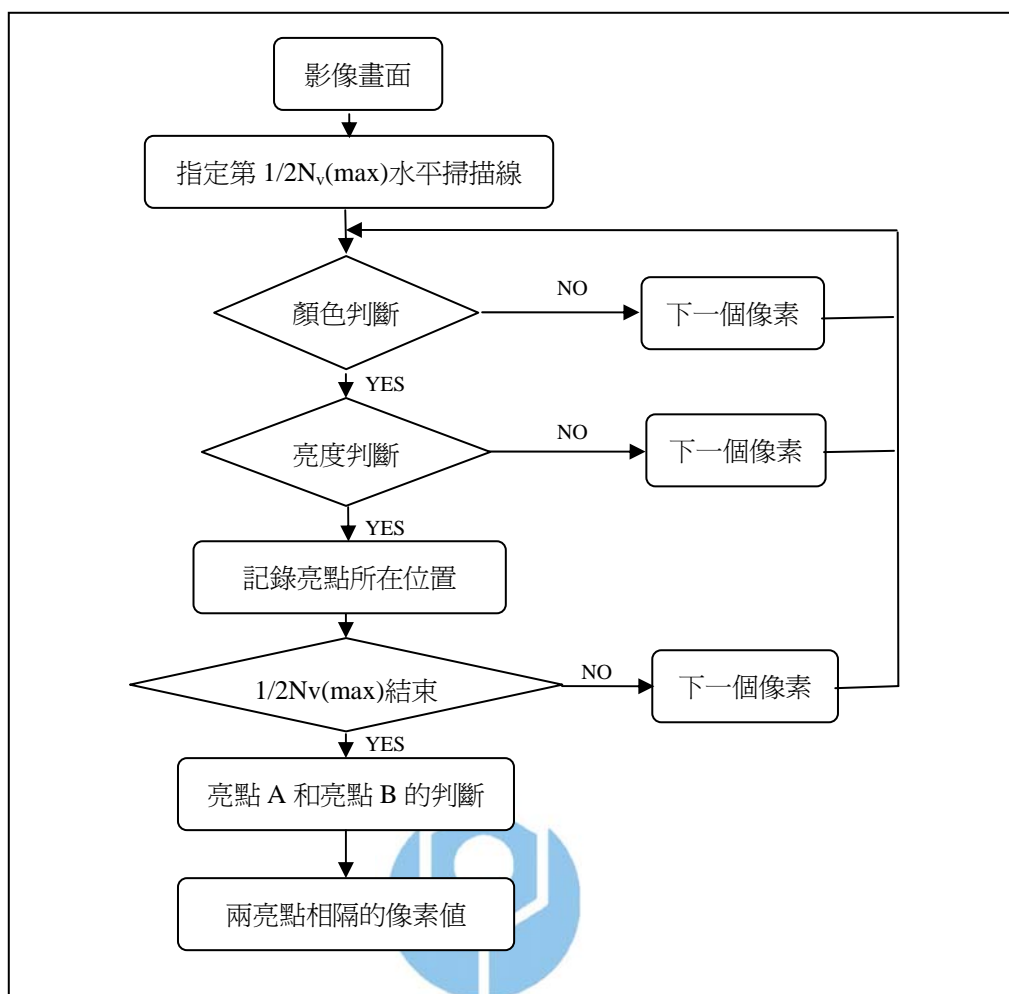 影像畫面
指定第 1/2Nv(max)水平掃描線
顏色判斷
NO
下一個像素
YES
亮度判斷
NO
下一個像素
YES
記錄亮點所在位置
1/2Nv(max)結束
NO
下一個像素
YES
亮點 A 和亮點 B 的判斷
兩亮點相隔的像素值